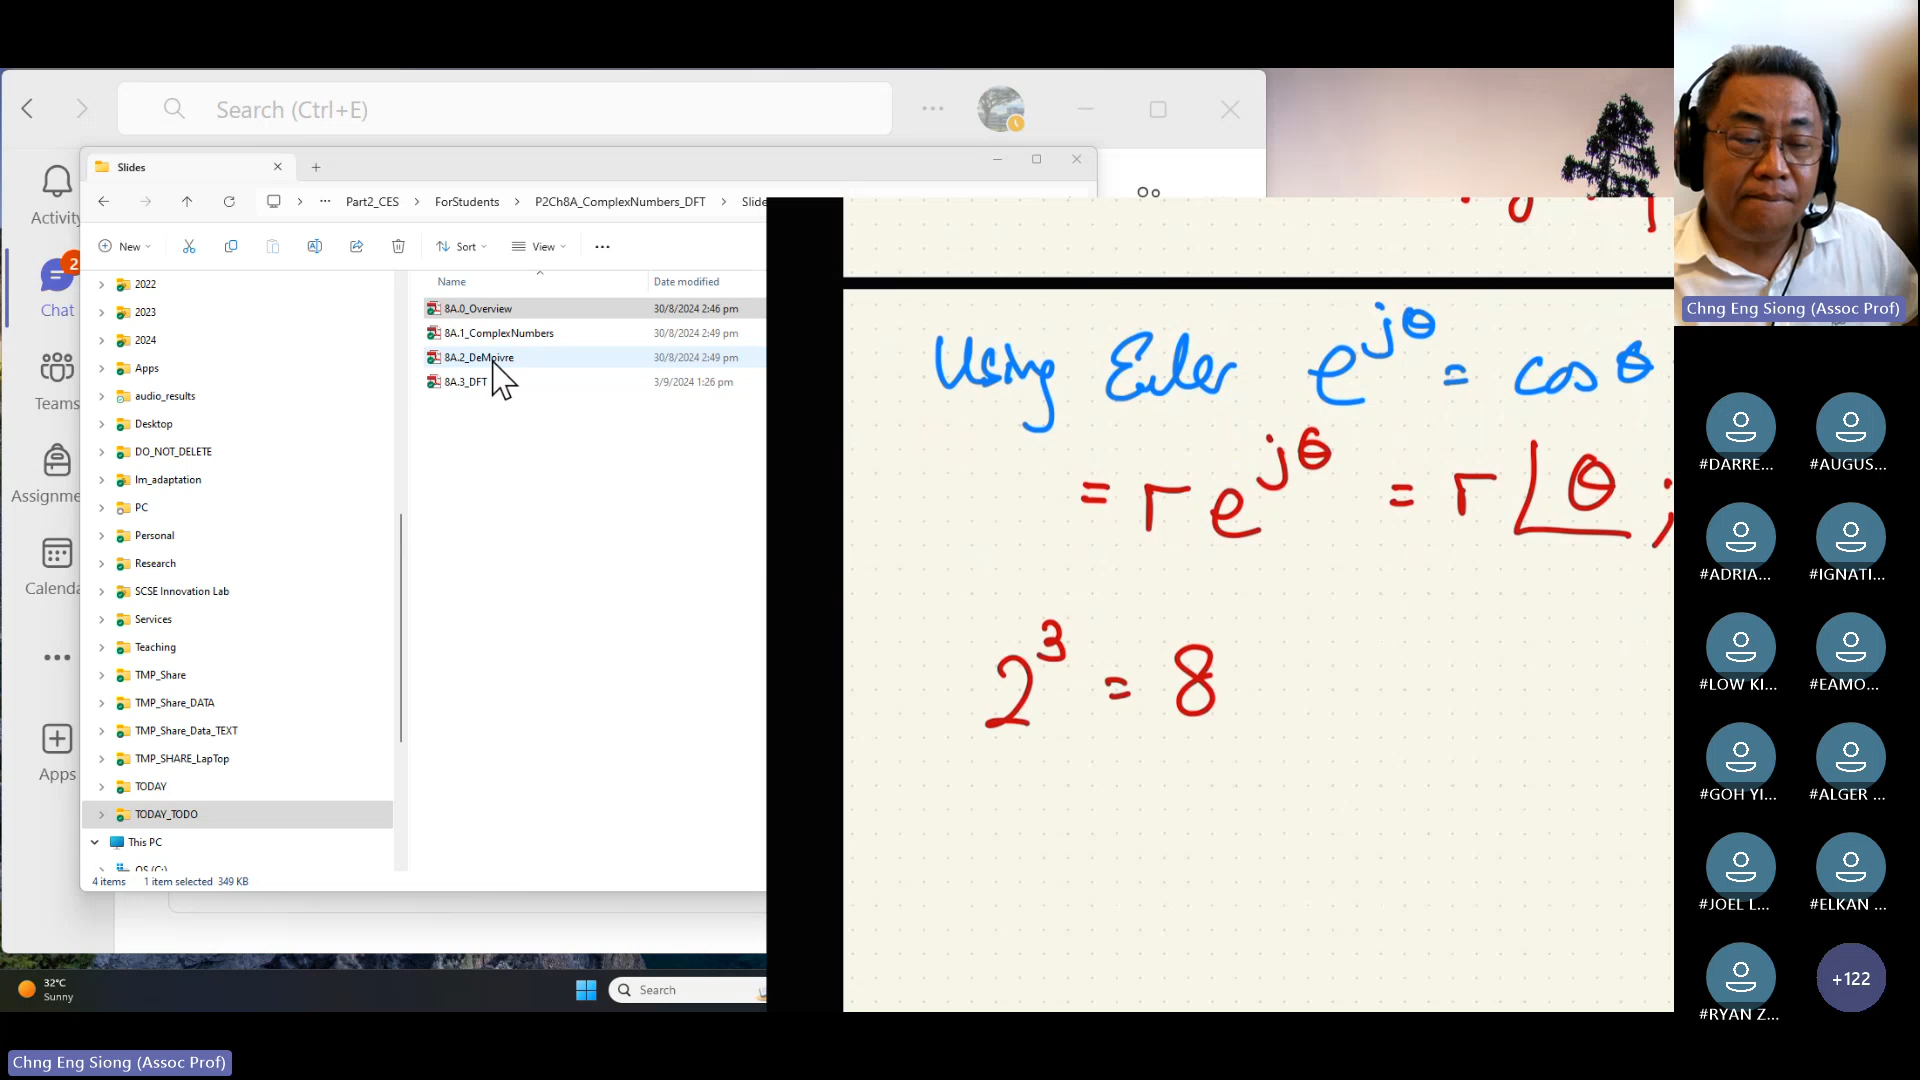 Search (Ctrl+E)
Activity
2
Chat
Teams
Assignme
Calenda
Apps
Slides
Part2_CES > ForStudents > P2Ch8A_ComplexNumbers_DFT > Slide
New
Sort
View
Name Date modified
8A.0_Overview 30/8/2024 2:46 pm
8A.1_ComplexNumbers 30/8/2024 2:49 pm
8A.2_DeMoivre 30/8/2024 2:49 pm
8A.3_DFT 3/9/2024 1:26 pm
2022
2023
2024
Apps
audio_results
Desktop
DO_NOT_DELETE
lm_adaptation
PC
Personal
Research
SCSE Innovation Lab
Services
Teaching
TMP_Share
TMP_Share_DATA
TMP_Share_Data_TEXT
TMP_SHARE_LapTop
TODAY
TODAY_TODO
This PC
OS (C:)
4 items 1 item selected 349 KB
Using Euler e^jθ = cos θ
= r e^jθ = r∠θ ;
2^3 = 8
32°C
Sunny
Search
Chng Eng Siong (Assoc Prof)
#DARRE... #AUGUS...
#ADRIA... #IGNATI...
#LOW KI... #EAMO...
#GOH YI... #ALGER ...
#JOEL L... #ELKAN ...
#RYAN Z... +122
Chng Eng Siong (Assoc Prof)